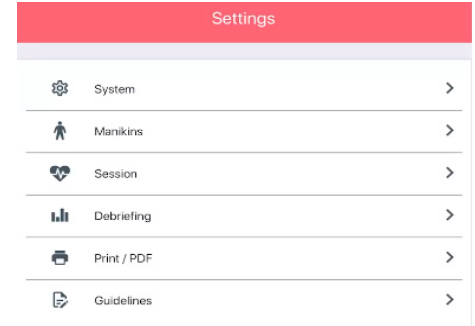 Settings
System
Manikins
Session
Debriefing
Print / PDF
Guidelines